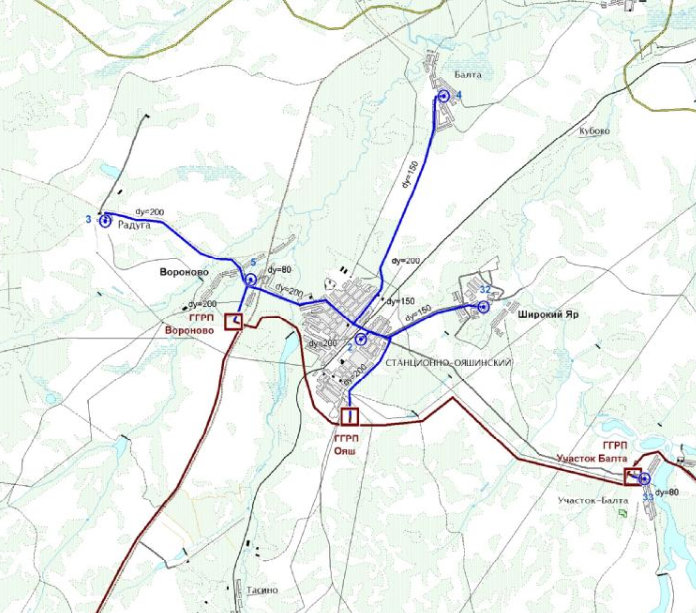 Балта
4
Кубово
dy=150
3
dy=200
Радуга
dy=200
Вороново
5
dy=80
32
dy=200
dy=150
dy=150
Широкий Яр
dy=200
ГГРП
Вороново
dy=200
2
СТАНЦИОННО-ОЯШИНСКИЙ
dy=200
ГГРП
Ояш
ГГРП
Участок Балта
33
dy=80
Участок-Балта
Тасино